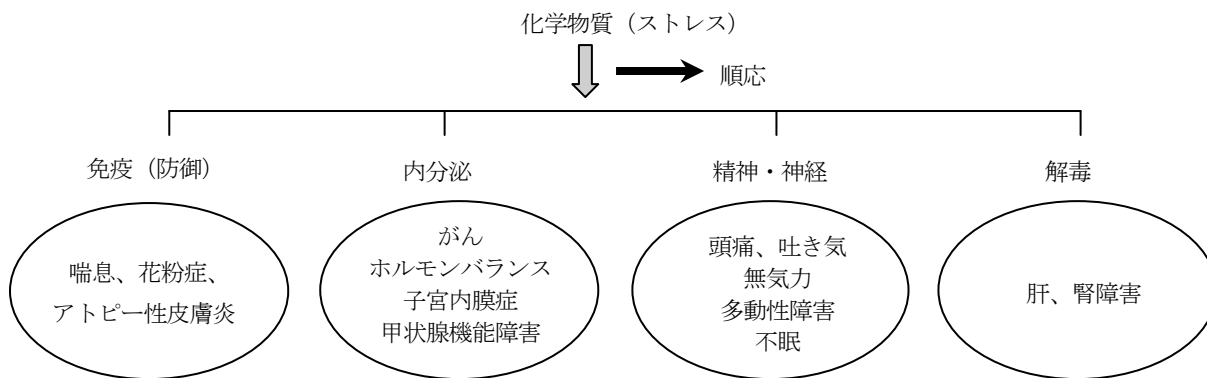 化学物質（ストレス）
順応
免疫（防御）
内分泌
精神・神経
解毒
喘息、花粉症、
アトピー性皮膚炎
がん
ホルモンバランス
子宮内膜症
甲状腺機能障害
頭痛、吐き気
無気力
多動性障害
不眠
肝、腎障害